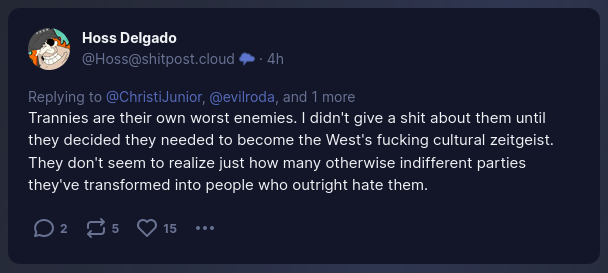 Hoss Delgado
@Hoss@shitpost.cloud · 4h
Replying to @ChristiJunior, @evilroda, and 1 more
Trannies are their own worst enemies. I didn't give a shit about them until
they decided they needed to become the West's fucking cultural zeitgeist.
They don't seem to realize just how many otherwise indifferent parties
they've transformed into people who outright hate them.
2 5 15